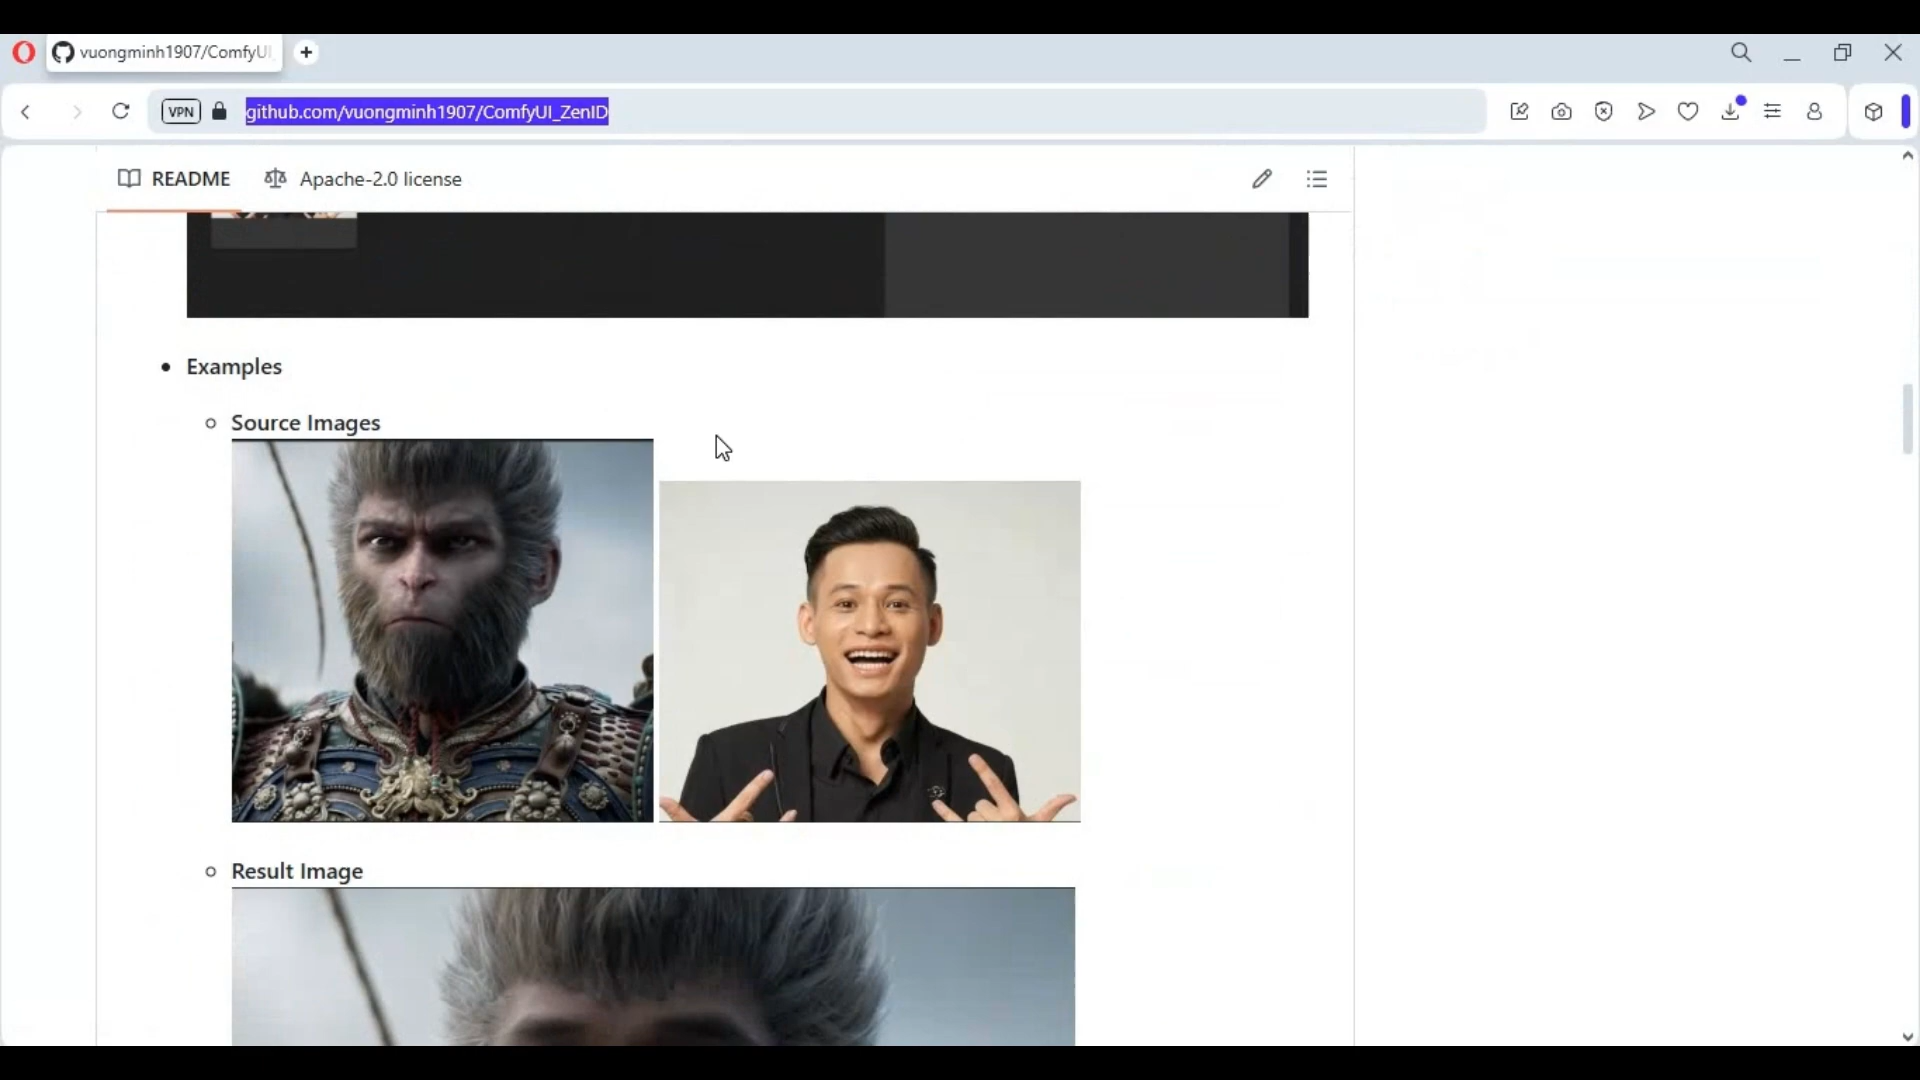 vuongminh1907/ComfyUI
VPN
github.com/vuongminh1907/ComfyUI_ZenID
README
Apache-2.0 license
Examples
Source Images
Result Image